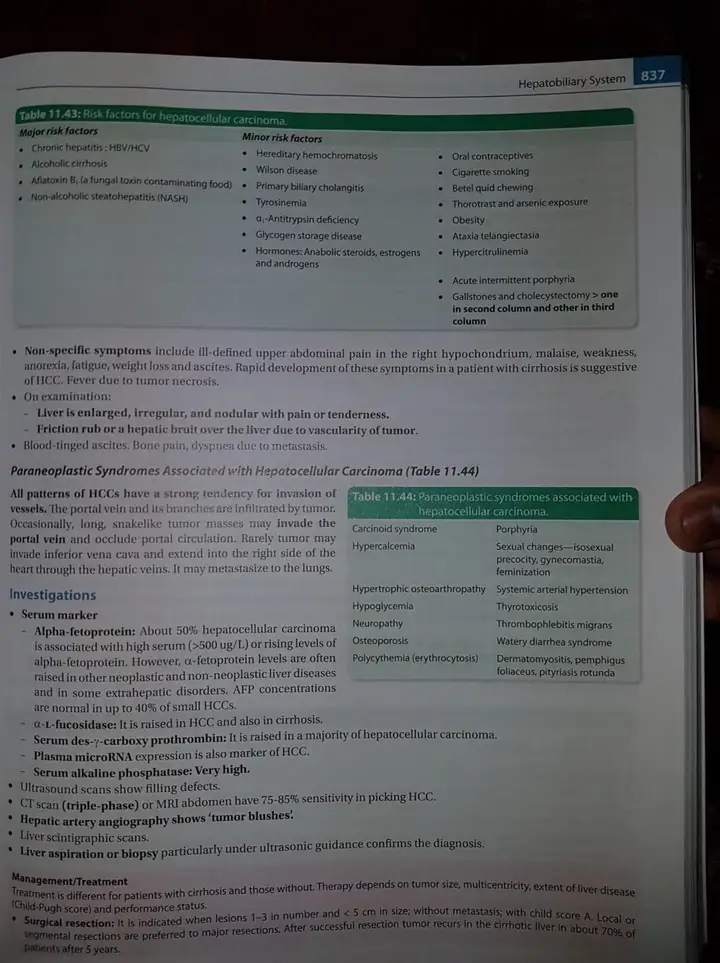 Hepatobiliary System 837
Table 11.43: Risk factors for hepatocellular carcinoma.
Major risk factors
• Chronic hepatitis : HBV/HCV
• Alcoholic cirrhosis
• Aflatoxin B₁ (a fungal toxin contaminating food)
• Non-alcoholic steatohepatitis (NASH)
Minor risk factors
• Hereditary hemochromatosis
• Wilson disease
• Primary biliary cholangitis
• Tyrosinemia
• α₁-Antitrypsin deficiency
• Glycogen storage disease
• Hormones: Anabolic steroids, estrogens
and androgens
• Oral contraceptives
• Cigarette smoking
• Betel quid chewing
• Thorotrast and arsenic exposure
• Obesity
• Ataxia telangiectasia
• Hypercitrulinemia
• Acute intermittent porphyria
• Gallstones and cholecystectomy > one
in second column and other in third
column
• Non-specific symptoms include ill-defined upper abdominal pain in the right hypochondrium, malaise, weakness,
anorexia, fatigue, weight loss and ascites. Rapid development of these symptoms in a patient with cirrhosis is suggestive
of HCC. Fever due to tumor necrosis.
• On examination:
– Liver is enlarged, irregular, and nodular with pain or tenderness.
– Friction rub or a hepatic bruit over the liver due to vascularity of tumor.
• Blood-tinged ascites. Bone pain, dyspnea due to metastasis.
Paraneoplastic Syndromes Associated with Hepatocellular Carcinoma (Table 11.44)
All patterns of HCCs have a strong tendency for invasion of
vessels. The portal vein and its branches are infiltrated by tumor.
Occasionally, long, snakelike tumor masses may invade the
portal vein and occlude portal circulation. Rarely tumor may
invade inferior vena cava and extend into the right side of the
heart through the hepatic veins. It may metastasize to the lungs.
Table 11.44: Paraneoplastic syndromes associated with
hepatocellular carcinoma.
Carcinoid syndrome Porphyria
Hypercalcemia Sexual changes—isosexual
precocity, gynecomastia,
feminization
Hypertrophic osteoarthropathy Systemic arterial hypertension
Hypoglycemia Thyrotoxicosis
Neuropathy Thrombophlebitis migrans
Osteoporosis Watery diarrhea syndrome
Polycythemia (erythrocytosis) Dermatomyositis, pemphigus
foliaceus, pityriasis rotunda
Investigations
• Serum marker
– Alpha-fetoprotein: About 50% hepatocellular carcinoma
is associated with high serum (>500 ug/L) or rising levels of
alpha-fetoprotein. However, α-fetoprotein levels are often
raised in other neoplastic and non-neoplastic liver diseases
and in some extrahepatic disorders. AFP concentrations
are normal in up to 40% of small HCCs.
– α-L-fucosidase: It is raised in HCC and also in cirrhosis.
– Serum des-γ-carboxy prothrombin: It is raised in a majority of hepatocellular carcinoma.
– Plasma microRNA expression is also marker of HCC.
– Serum alkaline phosphatase: Very high.
• Ultrasound scans show filling defects.
• CT scan (triple-phase) or MRI abdomen have 75-85% sensitivity in picking HCC.
• Hepatic artery angiography shows 'tumor blushes'.
• Liver scintigraphic scans.
• Liver aspiration or biopsy particularly under ultrasonic guidance confirms the diagnosis.
Management/Treatment
Treatment is different for patients with cirrhosis and those without. Therapy depends on tumor size, multicentricity, extent of liver disease
(Child-Pugh score) and performance status.
• Surgical resection: It is indicated when lesions 1–3 in number and < 5 cm in size; without metastasis; with child score A. Local or
segmental resections are preferred to major resections. After successful resection tumor recurs in the cirrhotic liver in about 70% of
patients after 5 years.